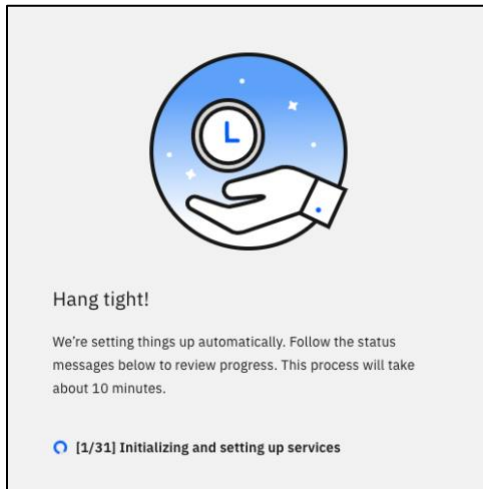 Hang tight!
We're setting things up automatically. Follow the status
messages below to review progress. This process will take
about 10 minutes.
[1/31] Initializing and setting up services